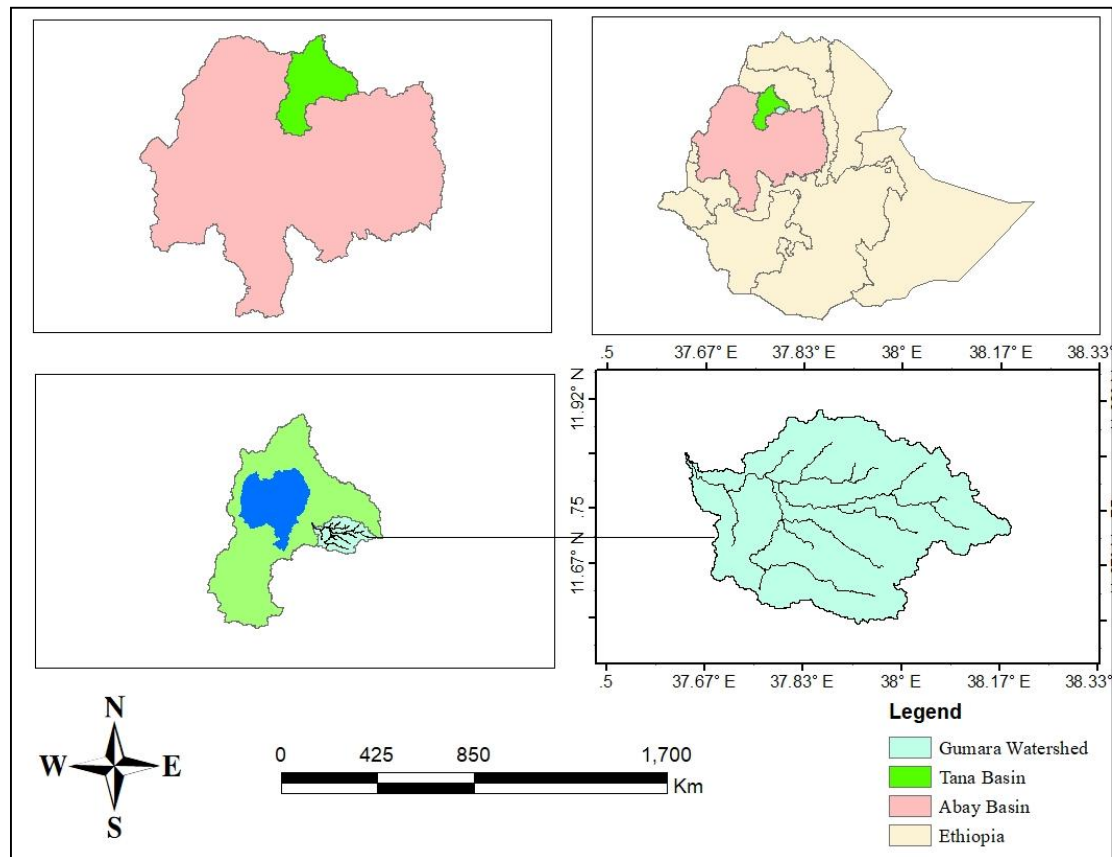 .5 37.67° E 37.83° E 38° E 38.17° E 38.33°
11.92° N
75
11.67° N
.5 37.67° E 37.83° E 38° E 38.17° E 38.33°
N
W E
S
0 425 850 1,700
Km
Legend
Gumara Watershed
Tana Basin
Abay Basin
Ethiopia